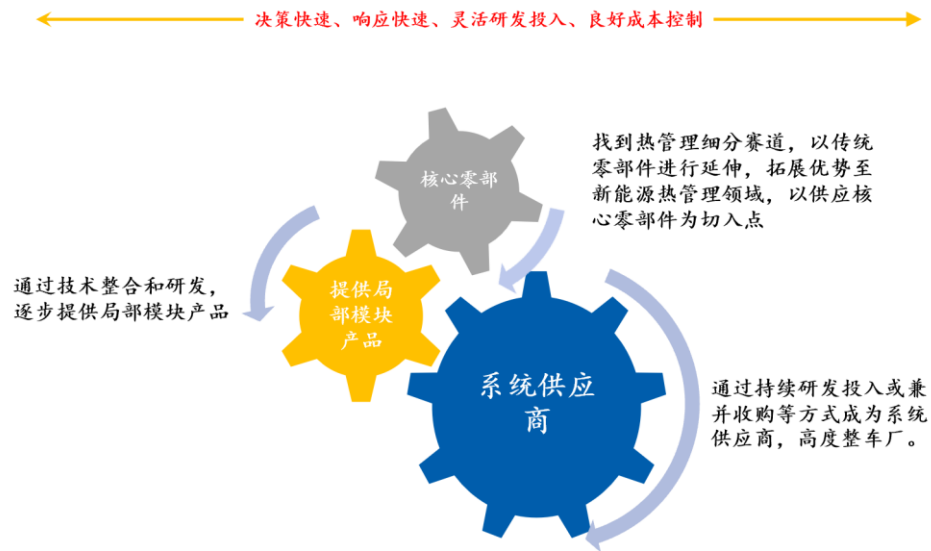 决策快速、响应快速、灵活研发投入、良好成本控制
核心零部
件
找到热管理细分赛道，以传统
零部件进行延伸，拓展优势至
新能源热管理领域，以供应核
心零部件为切入点
通过技术整合和研发，
逐步提供局部模块产品
提供局
部模块
产品
系统供应
商
通过持续研发投入或兼
并收购等方式成为系统
供应商，高度整车厂。